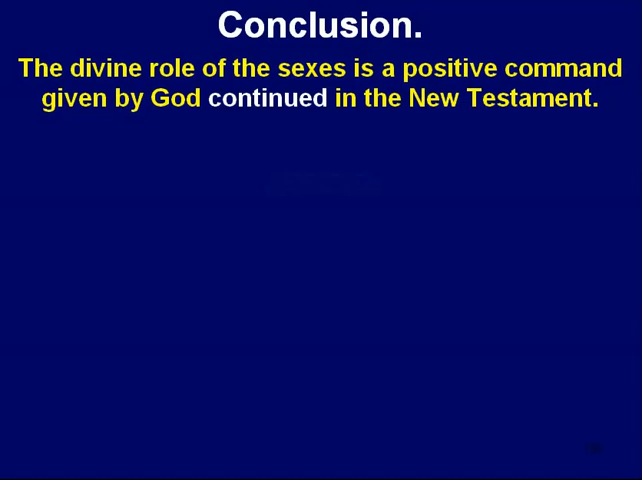 Conclusion.
The divine role of the sexes is a positive command
given by God continued in the New Testament.